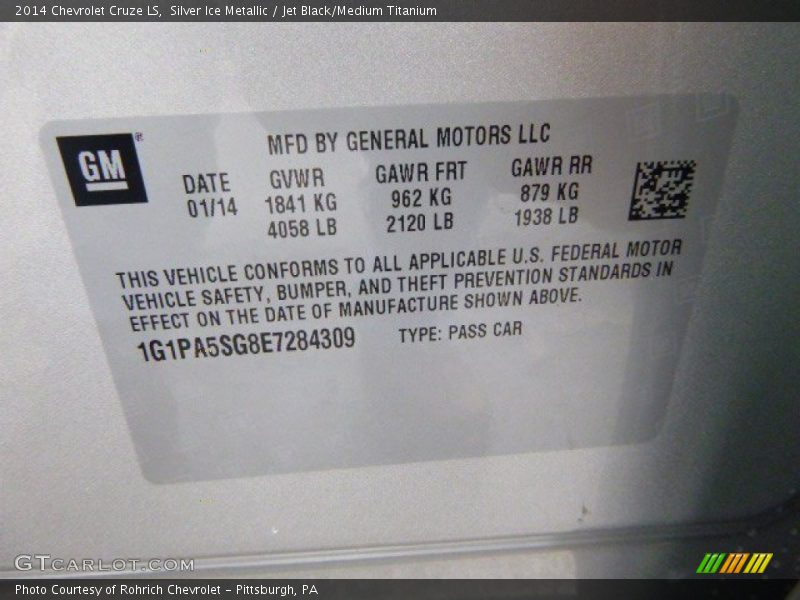 2014 Chevrolet Cruze LS,  Silver Ice Metallic / Jet Black/Medium Titanium
GM®
MFD BY GENERAL MOTORS LLC
DATE GVWR GAWR FRT GAWR RR
01/14 1841 KG 962 KG 879 KG
4058 LB 2120 LB 1938 LB
THIS VEHICLE CONFORMS TO ALL APPLICABLE U.S. FEDERAL MOTOR
VEHICLE SAFETY, BUMPER, AND THEFT PREVENTION STANDARDS IN
EFFECT ON THE DATE OF MANUFACTURE SHOWN ABOVE.
1G1PA5SG8E7284309 TYPE: PASS CAR
GTCARLOT.COM
Photo Courtesy of Rohrich Chevrolet - Pittsburgh, PA